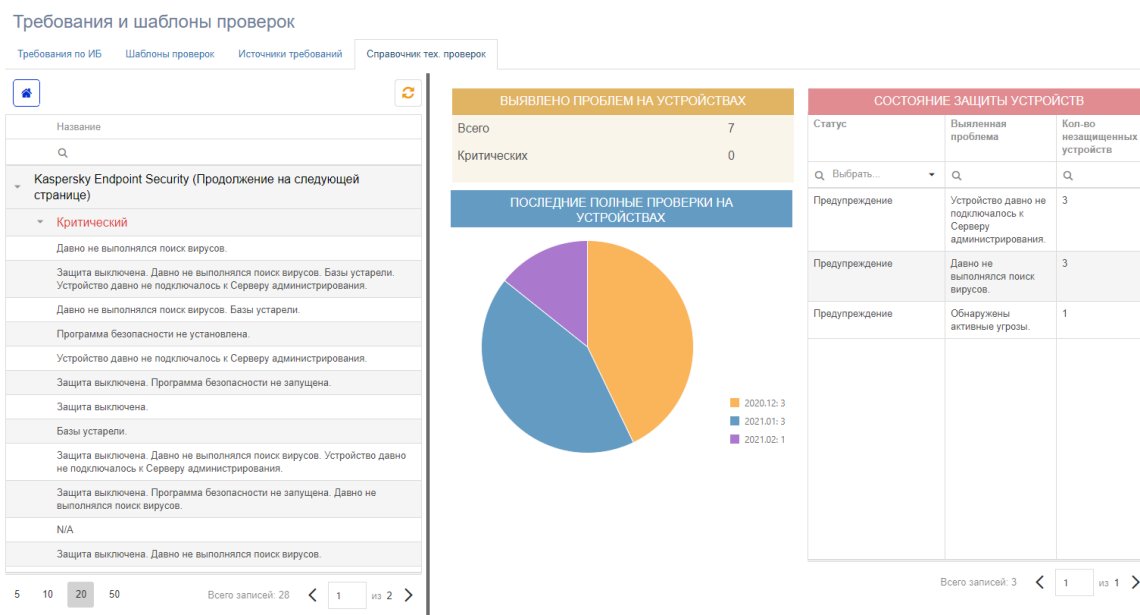 Требования и шаблоны проверок
Требования по ИБ
Шаблоны проверок
Источники требований
Справочник тех. проверок
Название
Kaspersky Endpoint Security (Продолжение на следующей
странице)
Критический
Давно не выполнялся поиск вирусов.
Защита выключена. Давно не выполнялся поиск вирусов. Базы устарели.
Устройство давно не подключалось к Серверу администрирования.
Давно не выполнялся поиск вирусов. Базы устарели.
Программа безопасности не установлена.
Устройство давно не подключалось к Серверу администрирования.
Защита выключена. Программа безопасности не запущена.
Защита выключена.
Базы устарели.
Защита выключена. Давно не выполнялся поиск вирусов. Устройство давно
не подключалось к Серверу администрирования.
Защита выключена. Программа безопасности не запущена. Давно не
выполнялся поиск вирусов.
N/A
Защита выключена. Давно не выполнялся поиск вирусов.
5 10 20 50
Всего записей: 28
1 из 2
ВЫЯВЛЕНО ПРОБЛЕМ НА УСТРОЙСТВАХ
Всего 7
Критических 0
ПОСЛЕДНИЕ ПОЛНЫЕ ПРОВЕРКИ НА
УСТРОЙСТВАХ
2020.12: 3
2021.01: 3
2021.02: 1
СОСТОЯНИЕ ЗАЩИТЫ УСТРОЙСТВ
Статус
Выяленная
проблема
Кол-во
незащищенных
устройств
Выбрать...
Предупреждение
Устройство давно не
подключалось к
Серверу
администрирования.
3
Предупреждение
Давно не
выполнялся поиск
вирусов.
3
Предупреждение
Обнаружены
активные угрозы.
1
Всего записей: 3
1 из 1